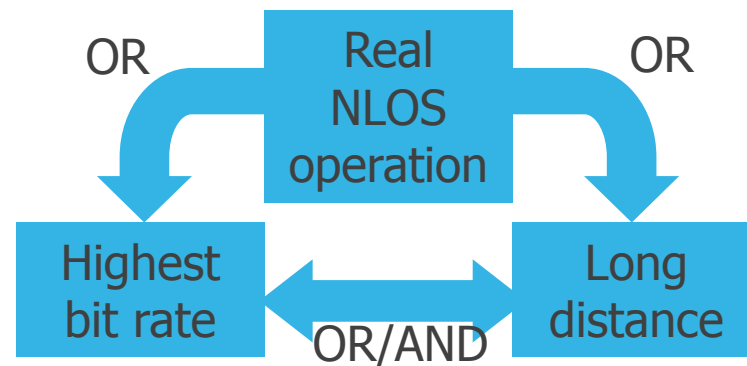 OR
Real
NLOS
operation
OR
Highest
bit rate
OR/AND
Long
distance